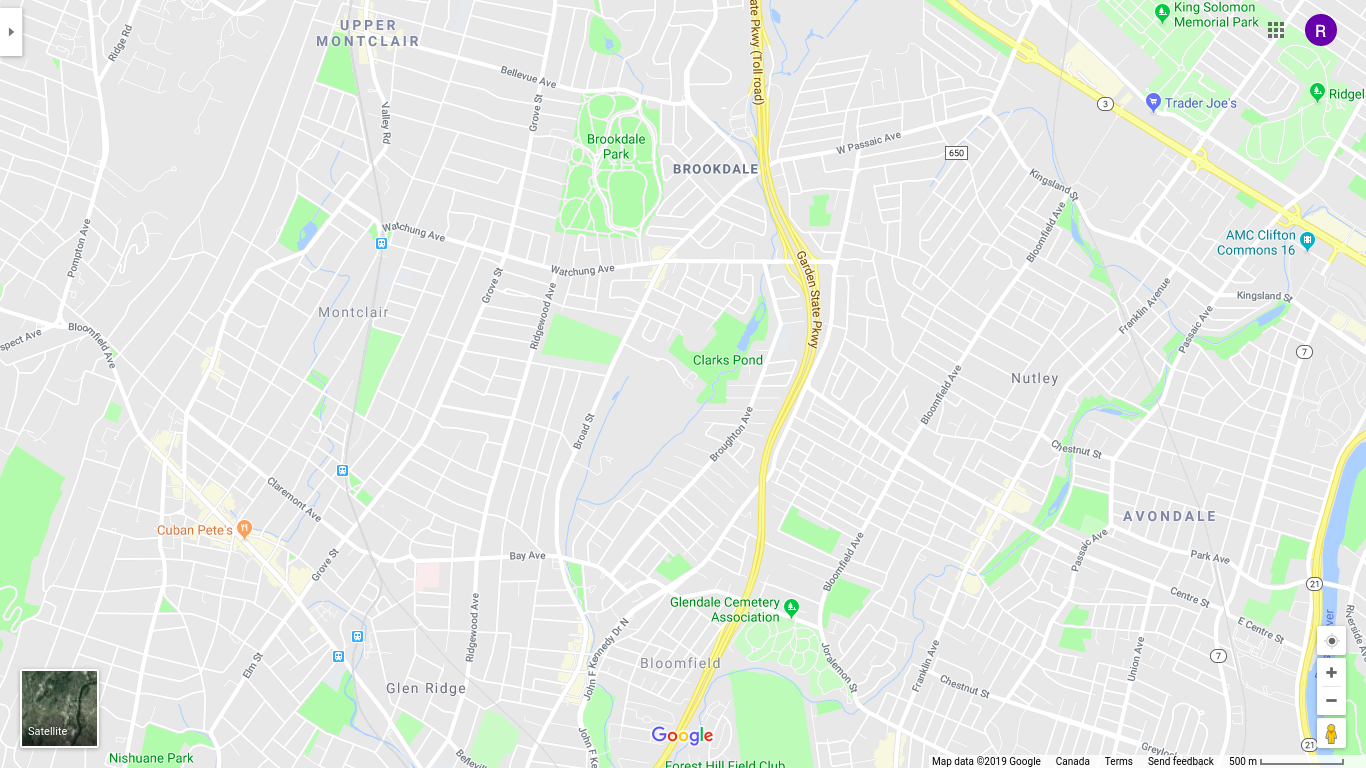 UPPER
MONTCLAIR
Ridge Rd
ate Pkwy (Toll road)
King Solomon
Memorial Park
R
Bellevue Ave
Grove St
Valley Rd
3
Trader Joe's
Ridgel
Brookdale
Park
BROOKDALE
W Passaic Ave
650
Kingsland St
Bloomfield Ave
Watchung Ave
Pompton Ave
AMC Clifton
Commons 16
Watchung Ave
Grove St
Garden State Pkwy
Ridgewood Ave
Montclair
Franklin Avenue
Kingsland St
Passaic Ave
spect Ave
Bloomfield Ave
7
Clarks Pond
Nutley
Bloomfield Ave
Broad St
Broughton Ave
Chestnut St
Claremont Ave
Cuban Pete's
AVONDALE
Grove St
Bay Ave
Bloomfield Ave
Passaic Ave
Park Ave
21
Centre St
Glendale Cemetery
Association
E Centre St
Riverside Ave
Ridgewood Ave
John F Kennedy Dr N
Elm St
Bloomfield
Joralemon St
Franklin Ave
Union Ave
7
Glen Ridge
Chestnut St
Satellite
Nishuane Park
John F
Google
21
Forest Hill Field Club
Map data ©2019 Google
Canada
Terms
Send feedback
500 m